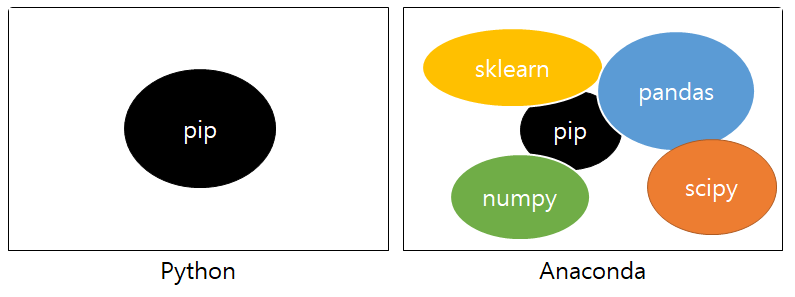 pip
Python
sklearn
pandas
pip
numpy
scipy
Anaconda